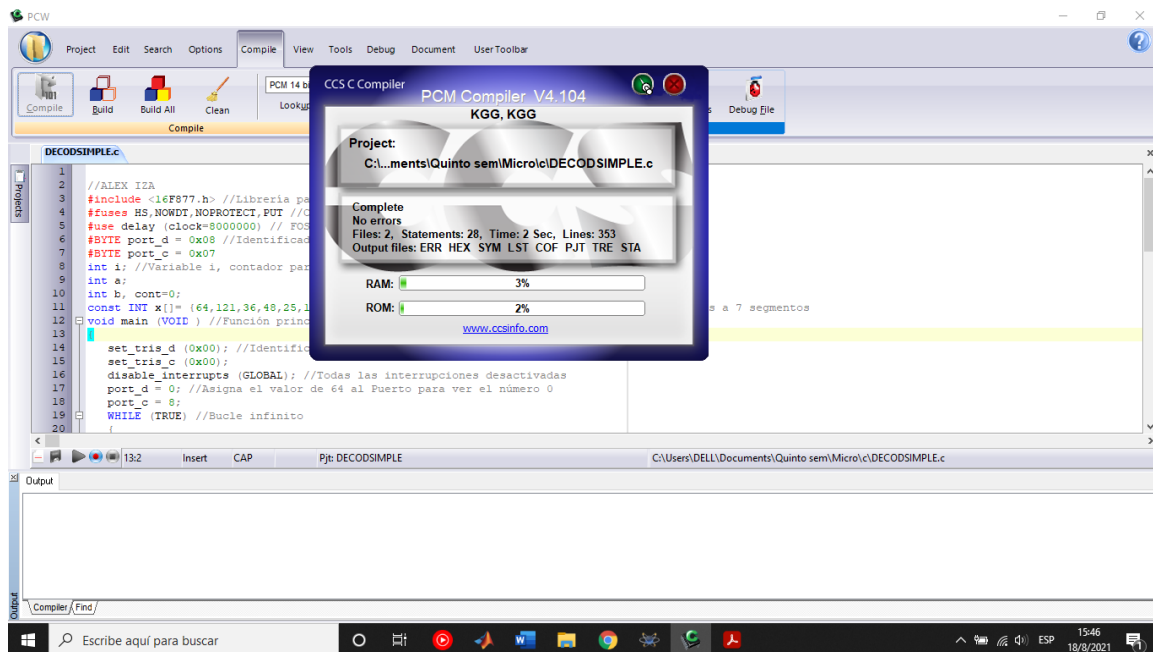 PCW
Project Edit Search Options Compile View Tools Debug Document User Toolbar
Compile
Build
Build All
Clean
PCM 14 bi
Lookup
Debug File
Compile
CCS C Compiler
PCM Compiler V4.104
KGG, KGG
Project:
C:\...ments\Quinto sem\Micro\c\DECODSIMPLE.c
Complete
No errors
Files: 2, Statements: 28, Time: 2 Sec, Lines: 353
Output files: ERR HEX SYM LST COF PJT TRE STA
RAM: 3%
ROM: 2%
www.ccsinfo.com
DECODSIMPLE.c
Projects
1
2 //ALEX IZA
3 #include <16F877.h> //Librería pa
4 #fuses HS,NOWDT,NOPROTECT,PUT //C
5 #use delay (clock=8000000) // FOS
6 #BYTE port_d = 0x08 //Identificad
7 #BYTE port_c = 0x07
8 int i; //Variable i, contador par
9 int a;
10 int b, cont=0;
11 const INT x[]= {64,121,36,48,25,1 s a 7 segmentos
12 void main (VOID ) //Función princ
13 {
14 set_tris_d (0x00); //Identific
15 set_tris_c (0x00);
16 disable_interrupts (GLOBAL); //Todas las interrupciones desactivadas
17 port_d = 0; //Asigna el valor de 64 al Puerto para ver el número 0
18 port_c = 8;
19 WHILE (TRUE) //Bucle infinito
20 {
13:2 Insert CAP Pjt: DECODSIMPLE C:\Users\DELL\Documents\Quinto sem\Micro\c\DECODSIMPLE.c
Output
Output
Compiler Find
Escribe aquí para buscar
ESP
15:46
18/8/2021